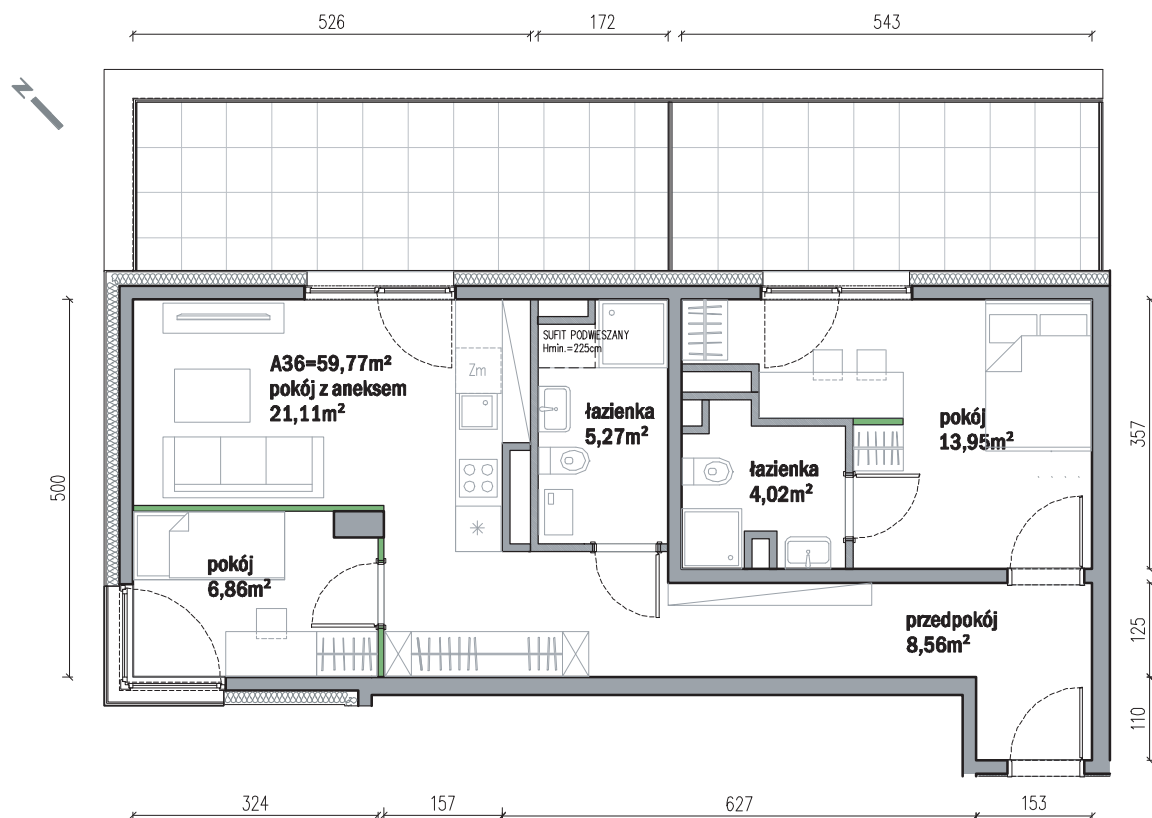 526
172
543
N
SUFIT PODWIESZANY
Hmin.=225cm
A36=59,77m²
pokój z aneksem
21,11m²
Zm
łazienka
5,27m²
pokój
13,95m²
łazienka
4,02m²
357
500
pokój
6,86m²
przedpokój
8,56m²
125
110
324
157
627
153